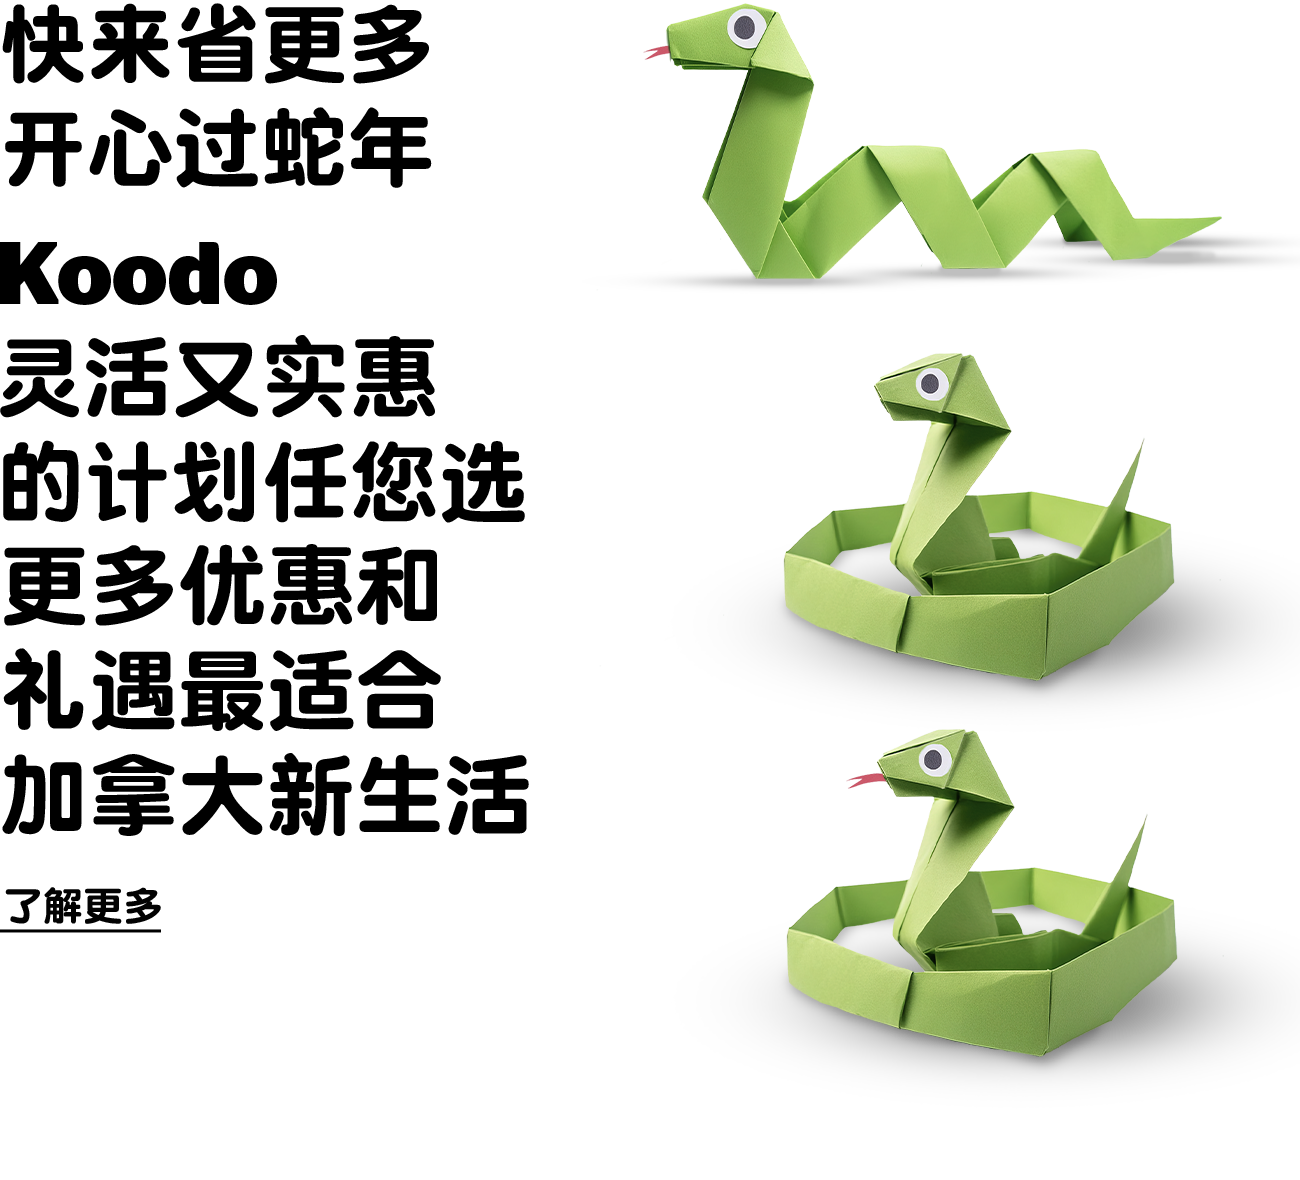 快来省更多
开心过蛇年
Koodo
灵活又实惠
的计划任您选
更多优惠和
礼遇最适合
加拿大新生活
了解更多